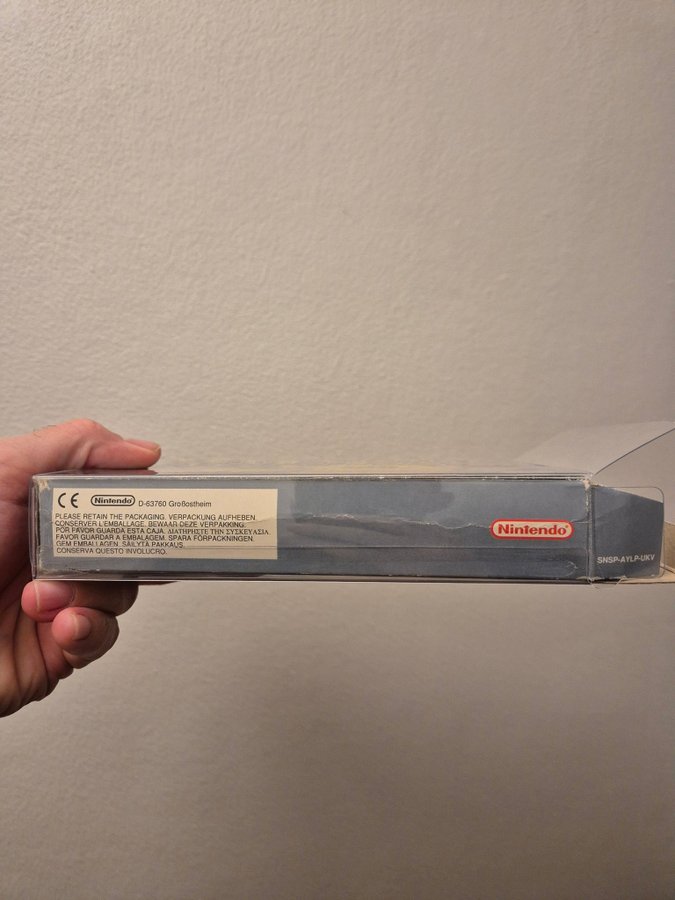 CE Nintendo D-63760 Großostheim
PLEASE RETAIN THE PACKAGING. VERPACKUNG AUFHEBEN.
CONSERVER L'EMBALLAGE. BEWAAR DEZE VERPAKKING.
POR FAVOR GUARDA ESTA CAJA. ΔΙΑΤΗΡΗΣΤΕ ΤΗΝ ΣΥΣΚΕΥΑΣΙΑ.
FAVOR GUARDAR A EMBALAGEM. SPARA FÖRPACKNINGEN.
GEM EMBALLAGEN. SÄILYTÄ PAKKAUS.
CONSERVA QUESTO INVOLUCRO.
Nintendo
SNSP-AYLP-UKV